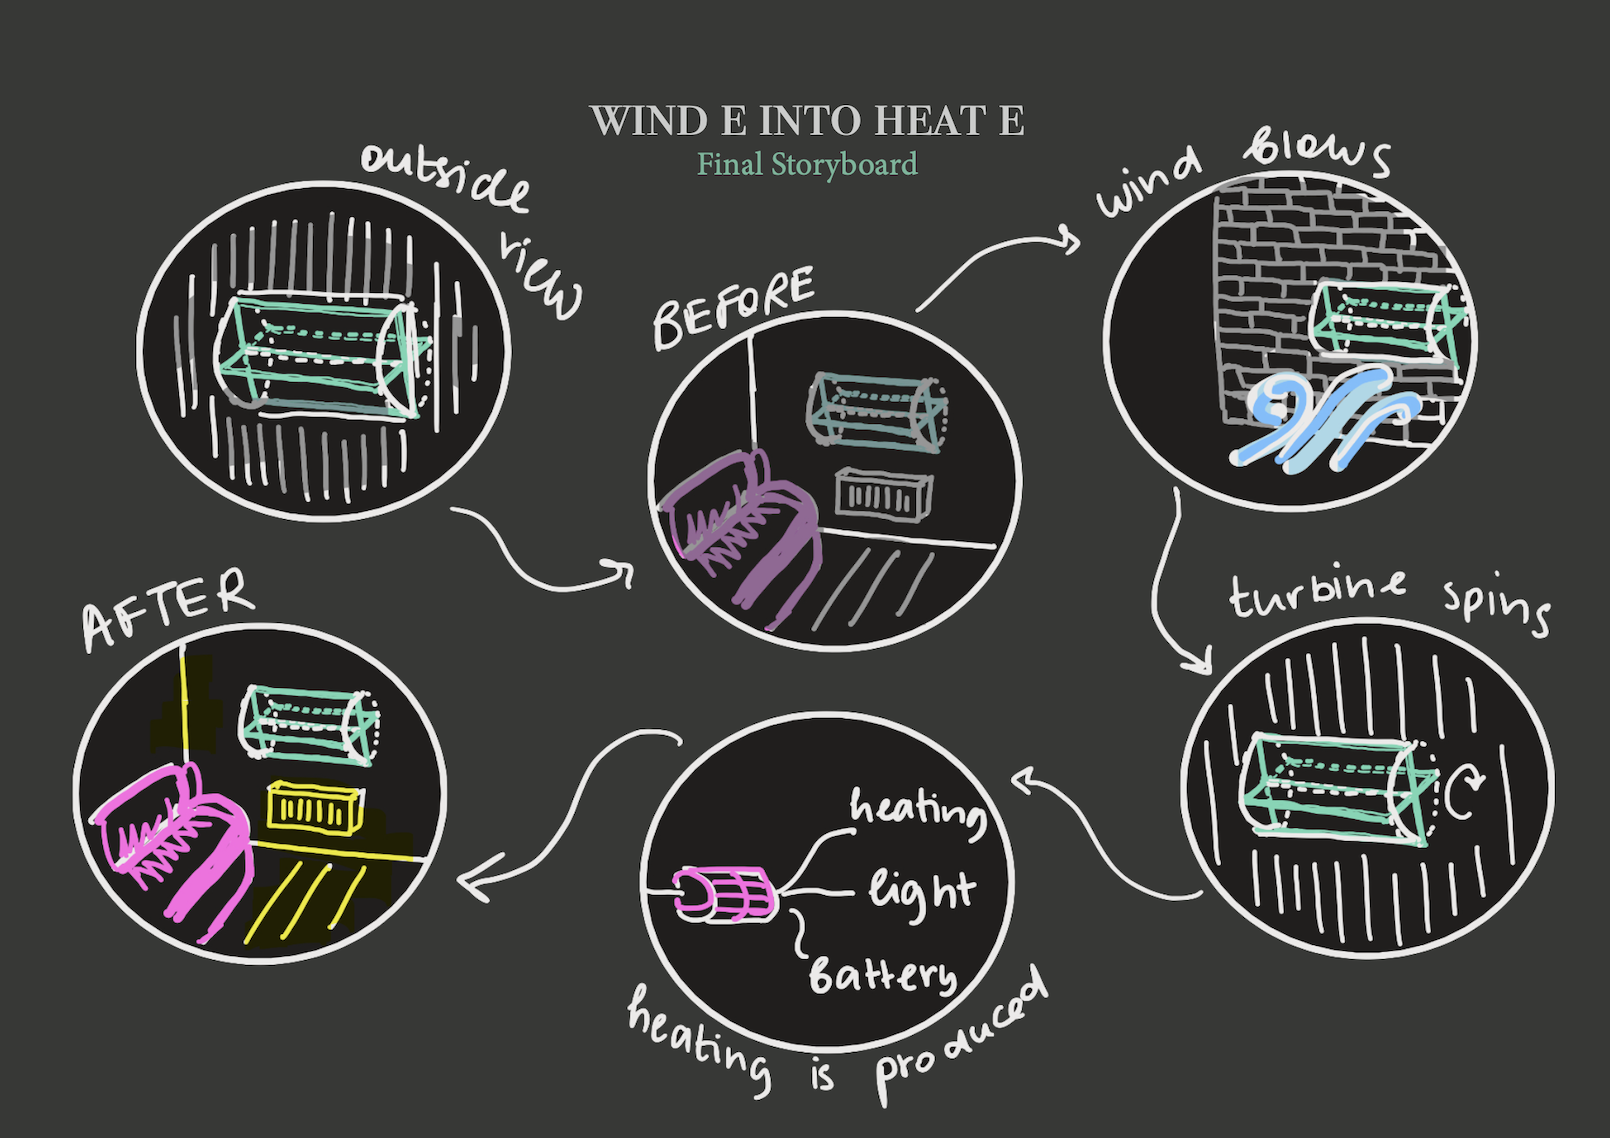 WIND E INTO HEAT E
Final Storyboard
outside view
BEFORE
wind blows
turbine spins
heating
light
battery
heating is produced
AFTER